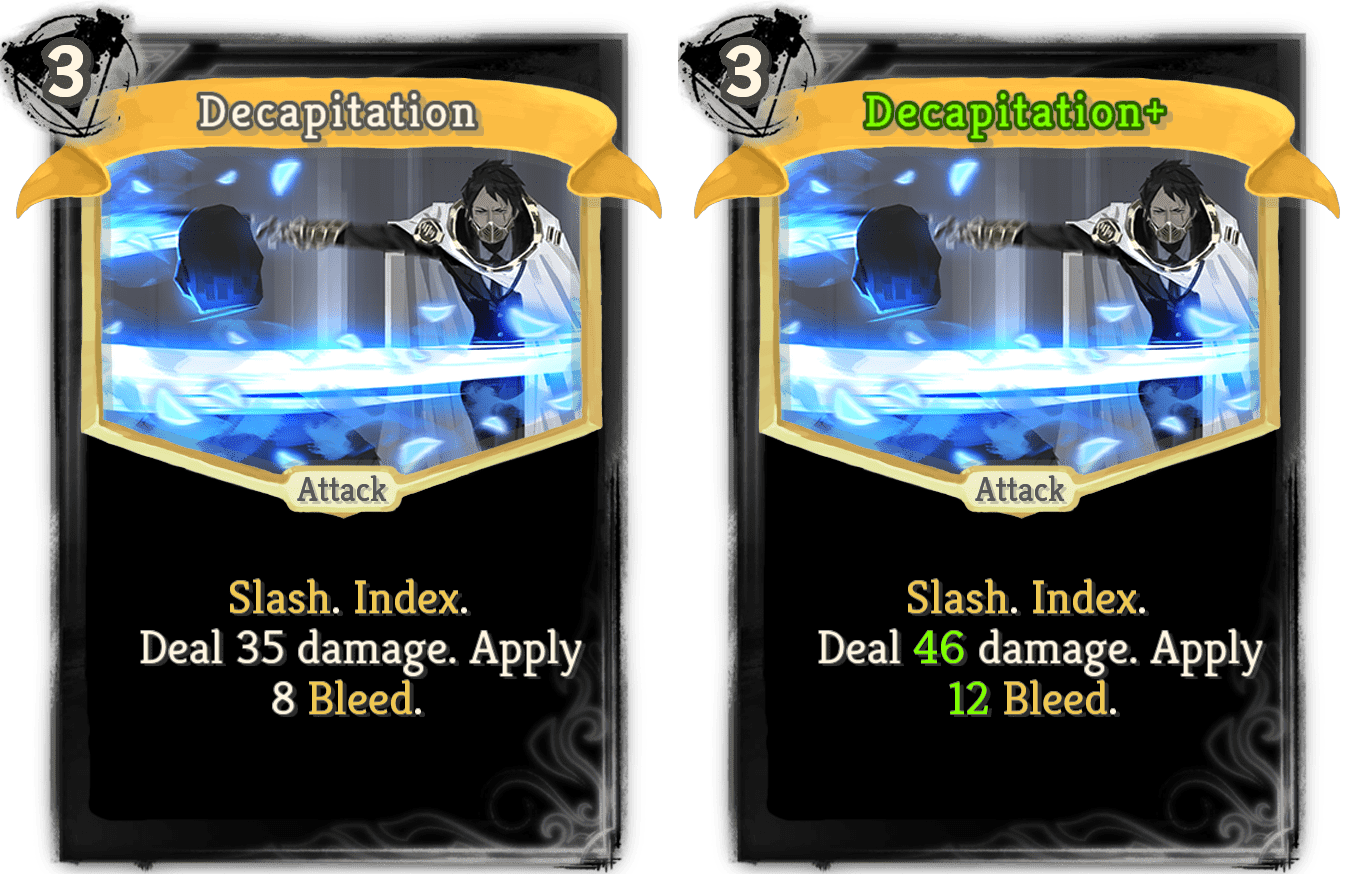 3
Decapitation
Attack
Slash. Index.
Deal 35 damage. Apply
8 Bleed.
3
Decapitation+
Attack
Slash. Index.
Deal 46 damage. Apply
12 Bleed.